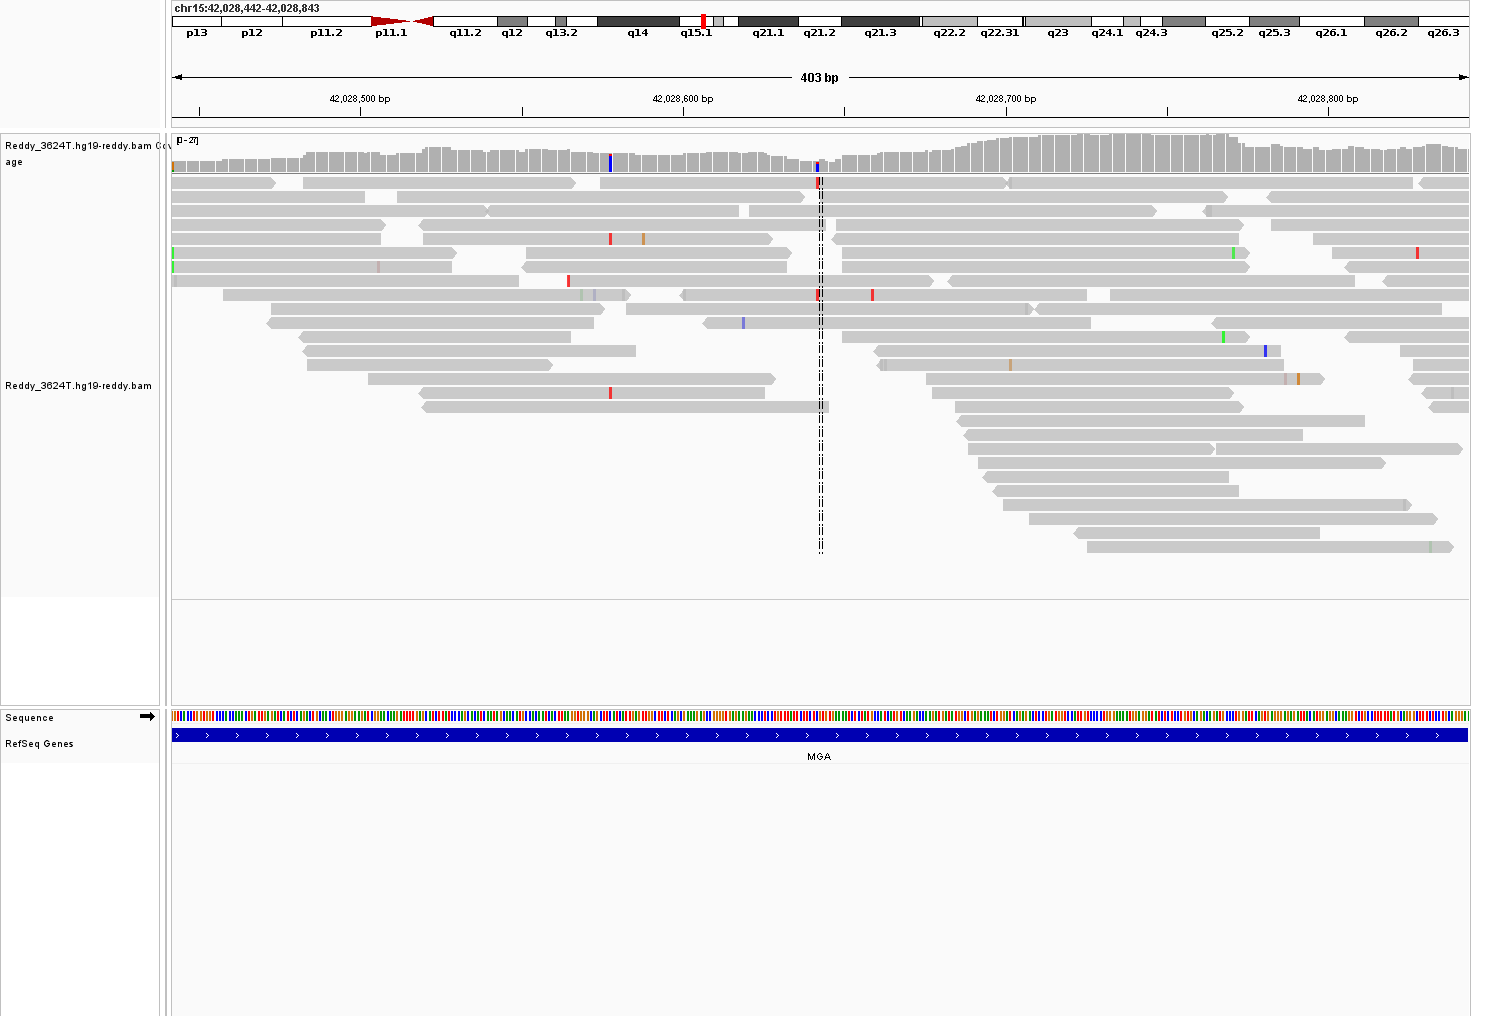 chr15:42,028,442-42,028,843
p13 p12 p11.2 p11.1 q11.2 q12 q13.2 q14 q15.1 q21.1 q21.2 q21.3 q22.2 q22.31 q23 q24.1 q24.3 q25.2 q25.3 q26.1 q26.2 q26.3
403 bp
42,028,500 bp 42,028,600 bp 42,028,700 bp 42,028,800 bp
[0 - 27]
Reddy_3624T.hg19-reddy.bam Cov
age
Reddy_3624T.hg19-reddy.bam
Sequence
RefSeq Genes
MGA